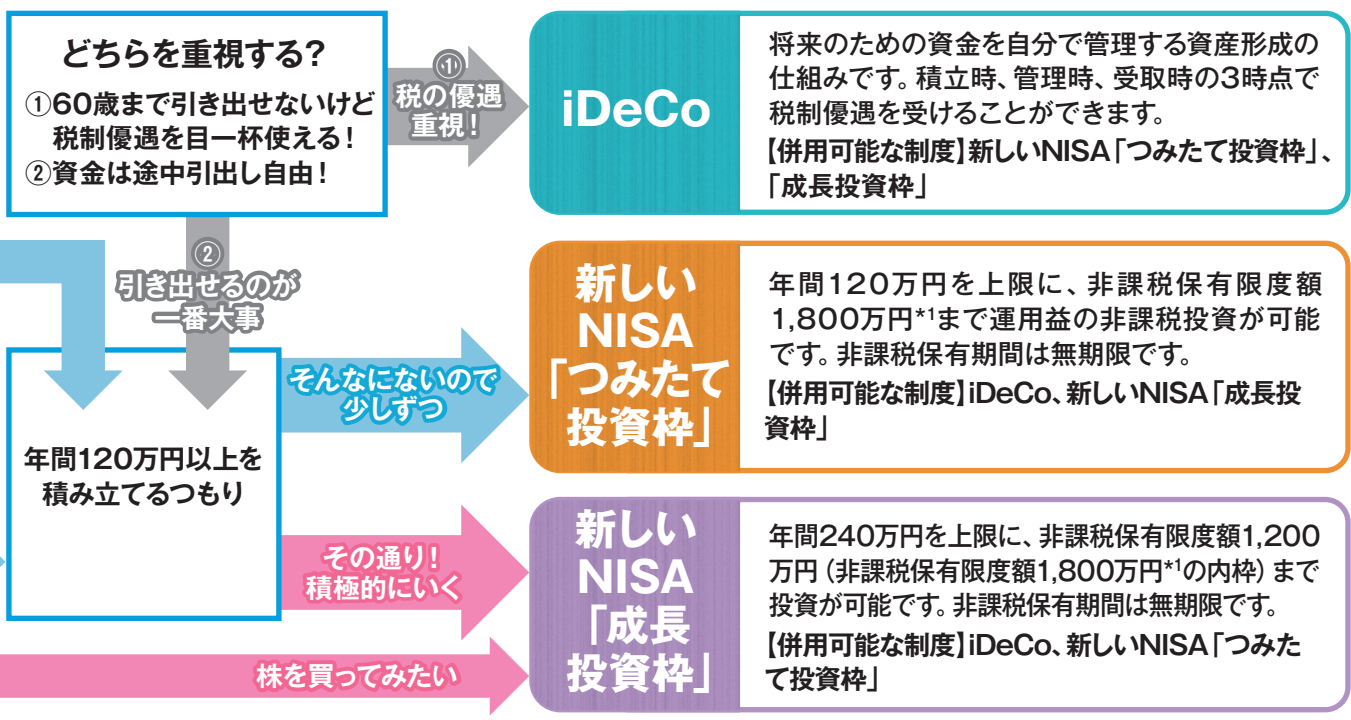 どちらを重視する?
①60歳まで引き出せないけど
税制優遇を目一杯使える!
②資金は途中引出し自由!
①
税の優遇
重視!
iDeCo
将来のための資金を自分で管理する資産形成の
仕組みです。積立時、管理時、受取時の3時点で
税制優遇を受けることができます。
【併用可能な制度】新しいNISA「つみたて投資枠」、
「成長投資枠」
②
引き出せるのが
一番大事
年間120万円以上を
積み立てるつもり
そんなにないので
少しずつ
新しい
NISA
「つみたて
投資枠」
年間120万円を上限に、非課税保有限度額
1,800万円*1まで運用益の非課税投資が可能
です。非課税保有期間は無期限です。
【併用可能な制度】iDeCo、新しいNISA「成長投
資枠」
その通り!
積極的にいく
株を買ってみたい
新しい
NISA
「成長
投資枠」
年間240万円を上限に、非課税保有限度額1,200
万円(非課税保有限度額1,800万円*1の内枠)まで
投資が可能です。非課税保有期間は無期限です。
【併用可能な制度】iDeCo、新しいNISA「つみた
て投資枠」